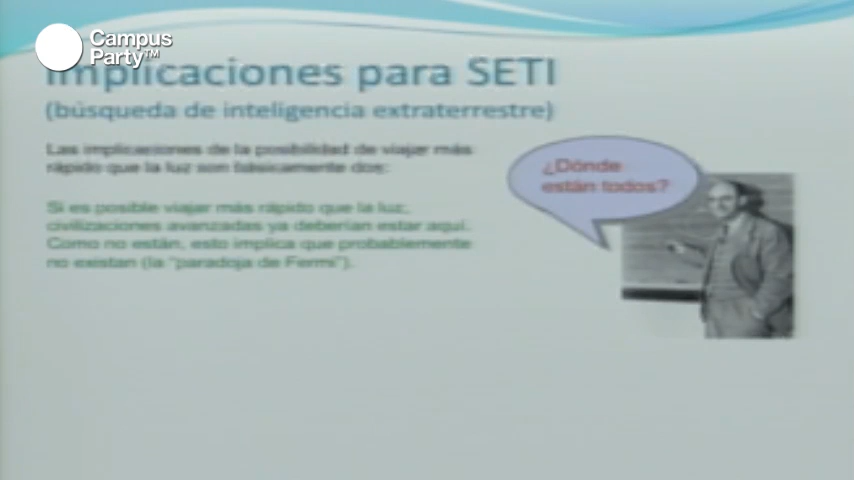 Campus
Party™
Implicaciones para SETI
(búsqueda de inteligencia extraterrestre)
Las implicaciones de la posibilidad de viajar más
rápido que la luz son básicamente dos:
¿Dónde
están todos?
Si es posible viajar más rápido que la luz,
civilizaciones avanzadas ya deberían estar aquí.
Como no están, esto implica que probablemente
no existan (la "paradoja de Fermi").